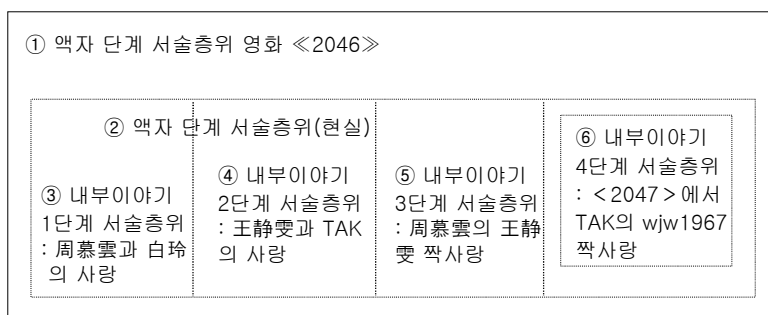 ① 액자 단계 서술층위 영화 ≪2046≫
② 액자 단계 서술층위(현실)
③ 내부이야기
1단계 서술층위
: 周慕雲과 白玲
의 사랑
④ 내부이야기
2단계 서술층위
: 王静雯과 TAK
의 사랑
⑤ 내부이야기
3단계 서술층위
: 周慕雲의 王静
雯 짝사랑
⑥ 내부이야기
4단계 서술층위
: <2047>에서
TAK의 wjw1967
짝사랑